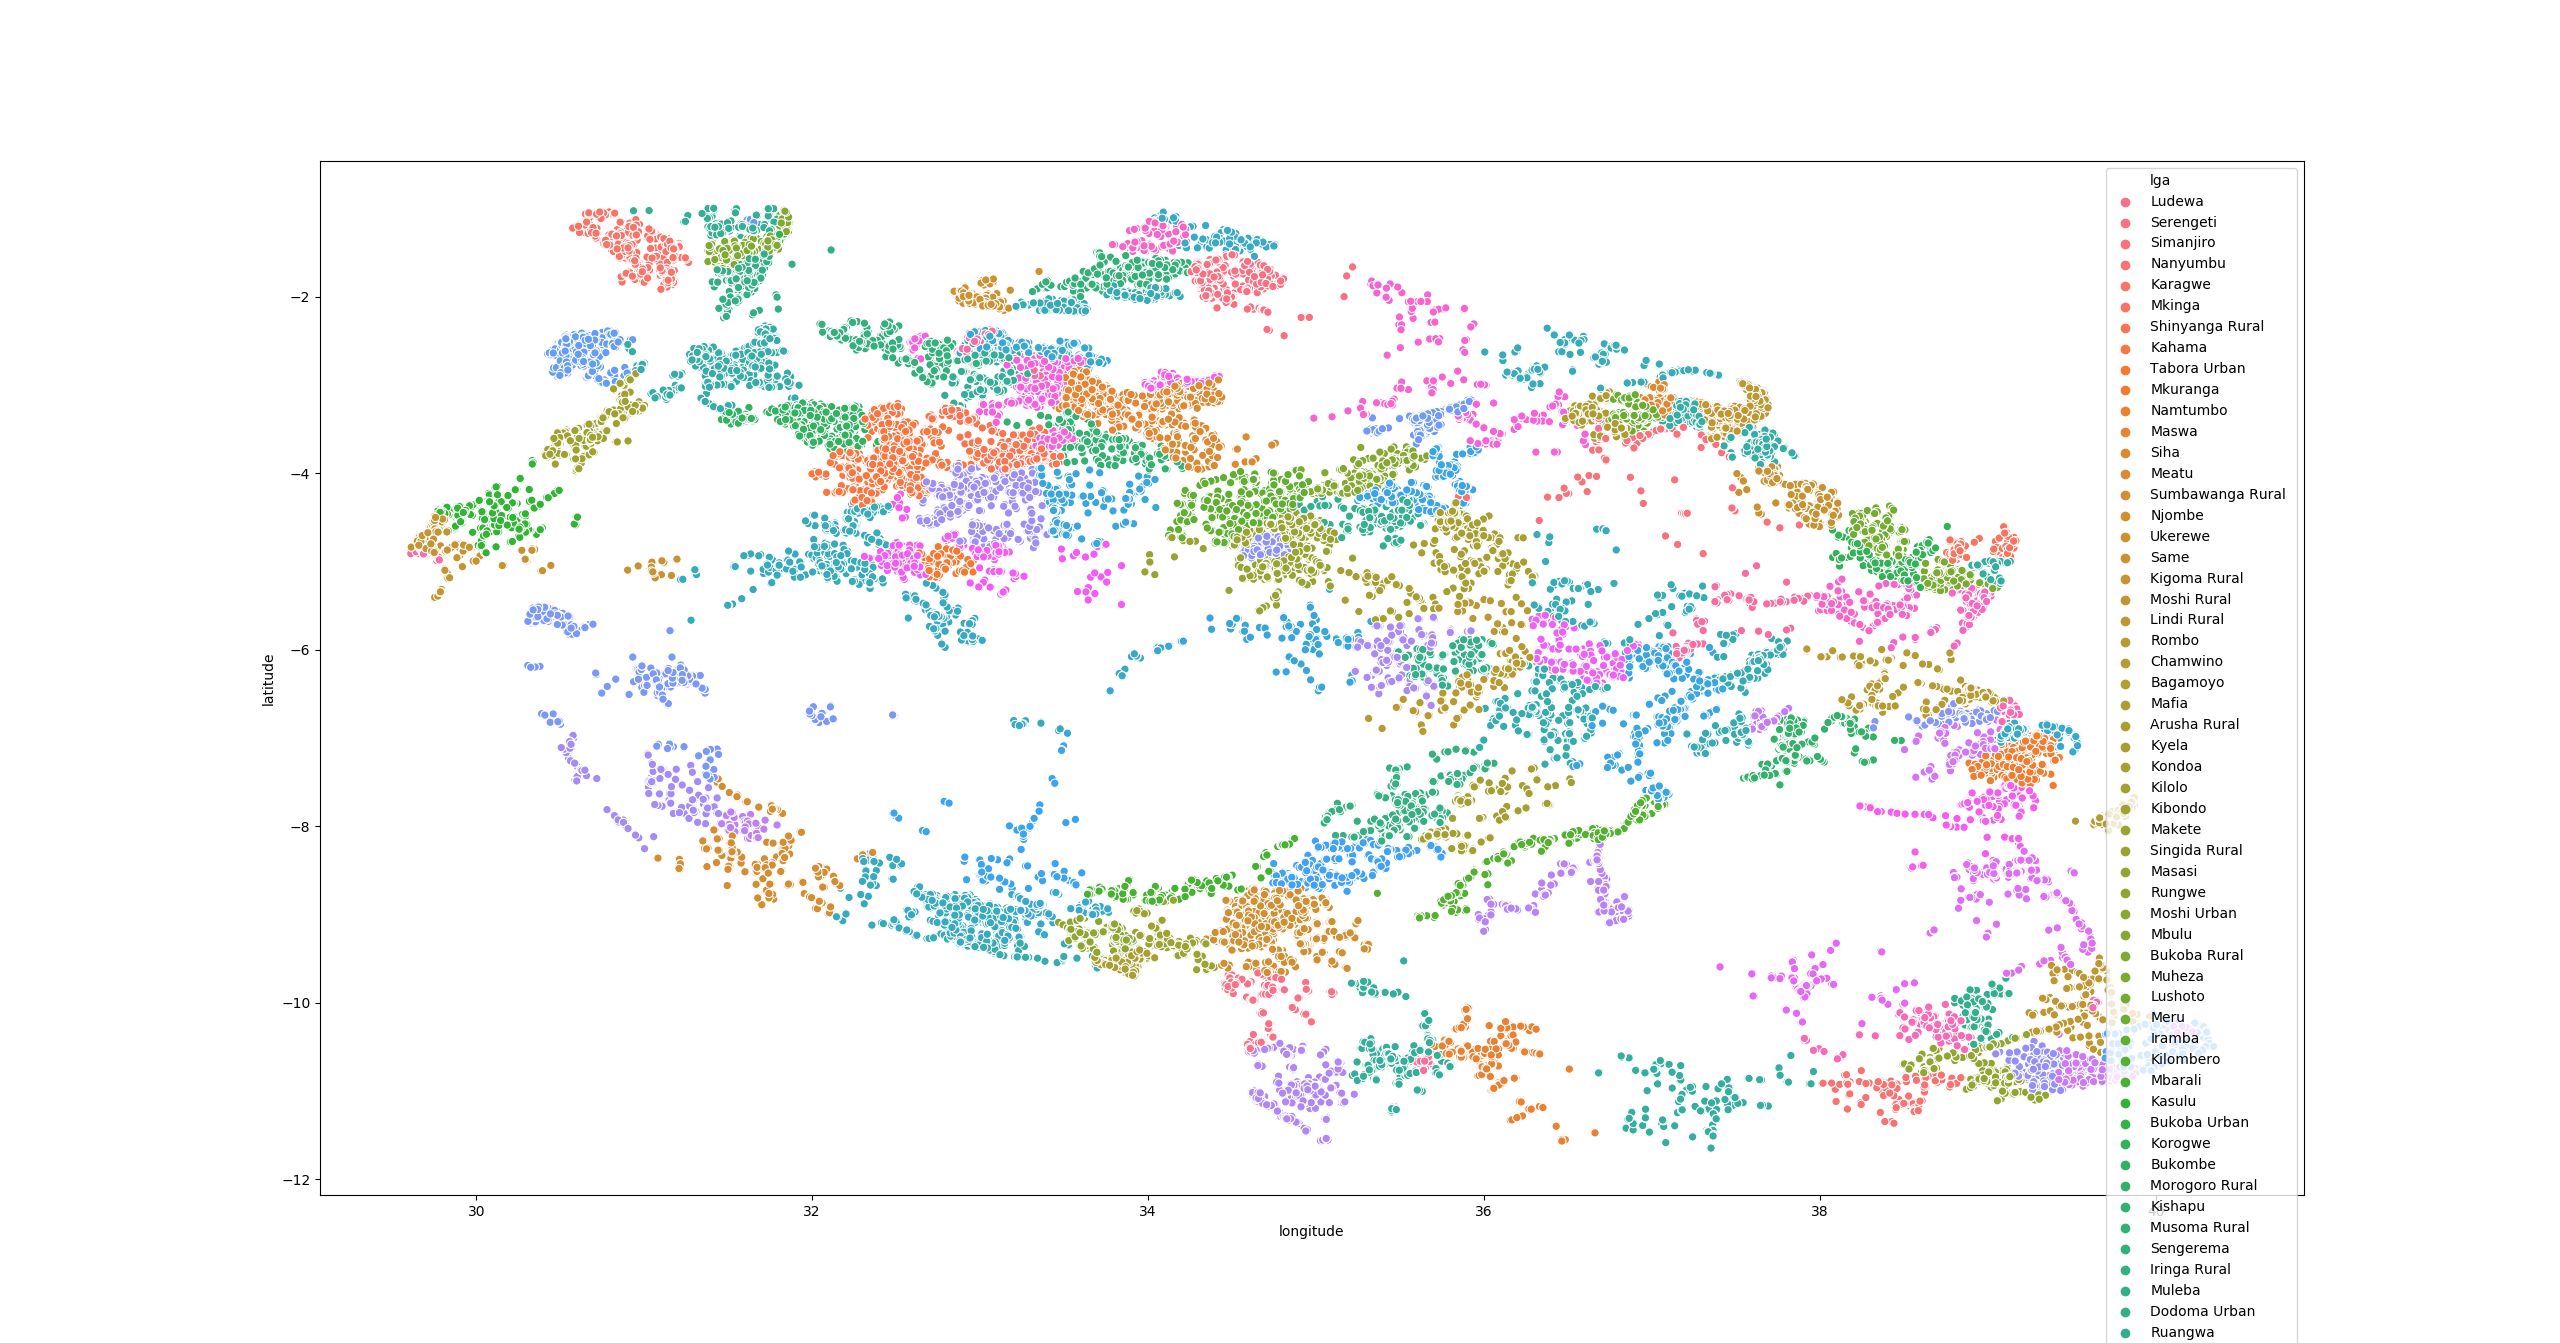 lga
Ludewa
Serengeti
Simanjiro
Nanyumbu
Karagwe
Mkinga
Shinyanga Rural
Kahama
Tabora Urban
Mkuranga
Namtumbo
Maswa
Siha
Meatu
Sumbawanga Rural
Njombe
Ukerewe
Same
Kigoma Rural
Moshi Rural
Lindi Rural
Rombo
Chamwino
Bagamoyo
Mafia
Arusha Rural
Kyela
Kondoa
Kilolo
Kibondo
Makete
Singida Rural
Masasi
Rungwe
Moshi Urban
Mbulu
Bukoba Rural
Muheza
Lushoto
Meru
Iramba
Kilombero
Mbarali
Kasulu
Bukoba Urban
Korogwe
Bukombe
Morogoro Rural
Kishapu
Musoma Rural
Sengerema
Iringa Rural
Muleba
Dodoma Urban
Ruangwa
−2
−4
−6
−8
−10
−12
latitude
30
32
34
36
38
40
longitude